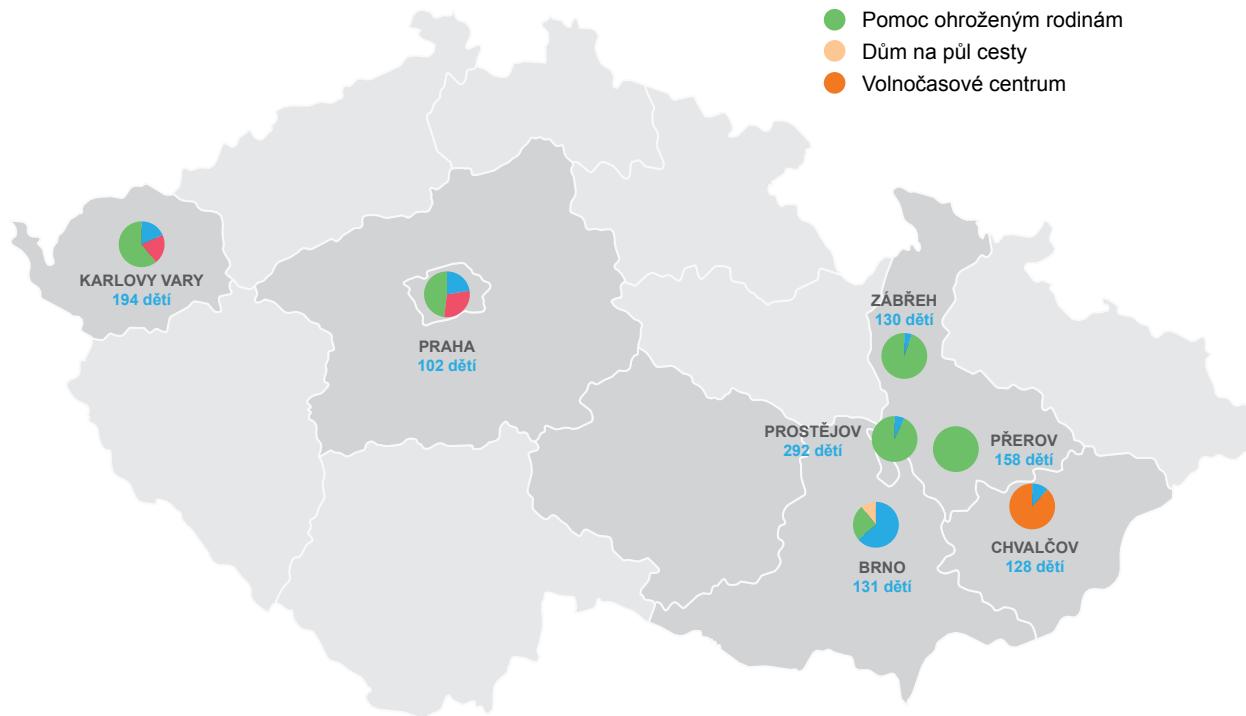 Pomoc ohroženým rodinám
Dům na půl cesty
Volnočasové centrum
KARLOVY VARY
194 dětí
PRAHA
102 dětí
ZÁBŘEH
130 dětí
PROSTĚJOV
292 dětí
PŘEROV
158 dětí
CHVALČOV
128 dětí
BRNO
131 dětí